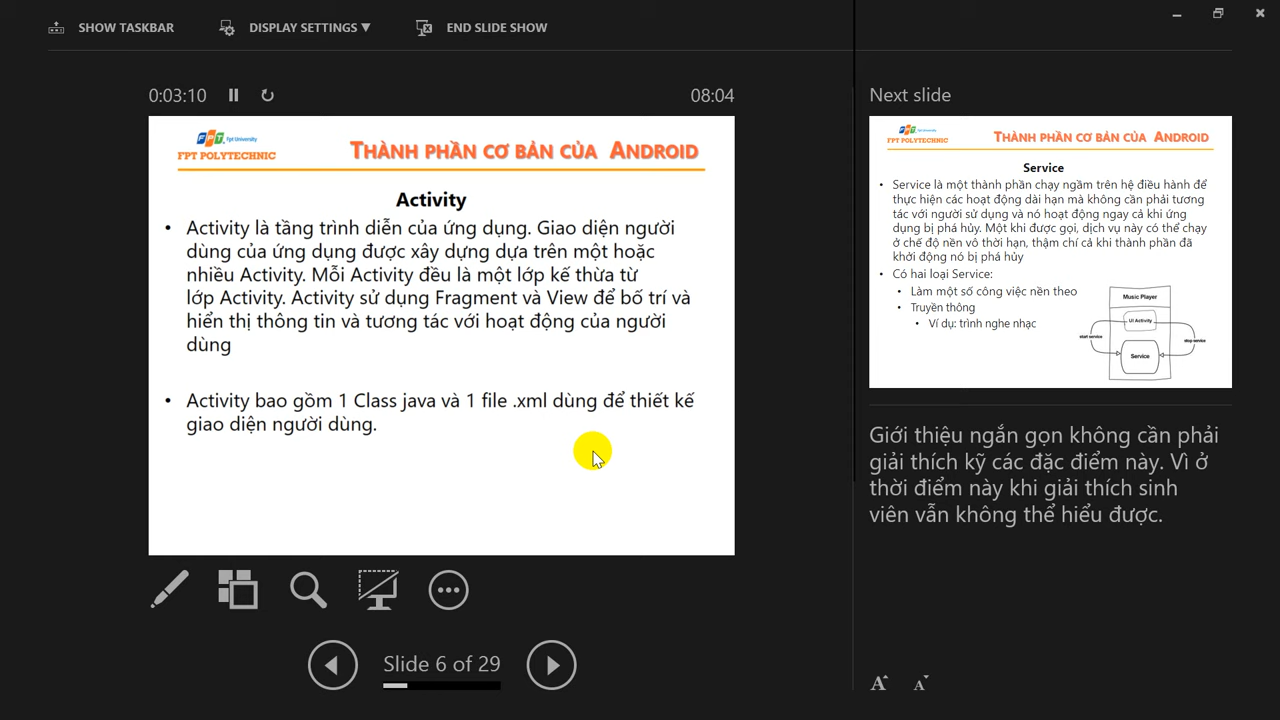 SHOW TASKBAR
DISPLAY SETTINGS ▼
END SLIDE SHOW
0:03:10
08:04
FPT Fpt University
FPT POLYTECHNIC
THÀNH PHẦN CƠ BẢN CỦA ANDROID
Activity
• Activity là tầng trình diễn của ứng dụng. Giao diện người
dùng của ứng dụng được xây dựng dựa trên một hoặc
nhiều Activity. Mỗi Activity đều là một lớp kế thừa từ
lớp Activity. Activity sử dụng Fragment và View để bố trí và
hiển thị thông tin và tương tác với hoạt động của người
dùng
• Activity bao gồm 1 Class java và 1 file .xml dùng để thiết kế
giao diện người dùng.
Slide 6 of 29
Next slide
FPT Fpt University
FPT POLYTECHNIC
THÀNH PHẦN CƠ BẢN CỦA ANDROID
Service
• Service là một thành phần chạy ngầm trên hệ điều hành để
thực hiện các hoạt động dài hạn mà không cần phải tương
tác với người sử dụng và nó hoạt động ngay cả khi ứng
dụng bị phá hủy. Một khi được gọi, dịch vụ này có thể chạy
ở chế độ nền vô thời hạn, thậm chí cả khi thành phần đã
khởi động nó bị phá hủy
• Có hai loại Service:
• Làm một số công việc nền theo
• Truyền thông
• Ví dụ: trình nghe nhạc
Music Player
UI Activity
start service
stop service
Service
Giới thiệu ngắn gọn không cần phải
giải thích kỹ các đặc điểm này. Vì ở
thời điểm này khi giải thích sinh
viên vẫn không thể hiểu được.
A A